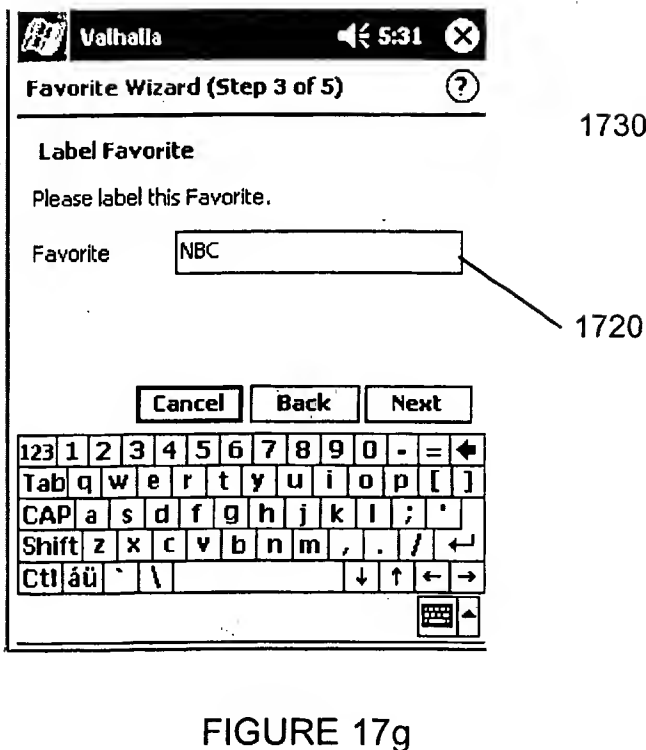 Valhalla 5:31
Favorite Wizard (Step 3 of 5) ?
1730
Label Favorite
Please label this Favorite.
Favorite NBC
1720
Cancel Back Next
123 1 2 3 4 5 6 7 8 9 0 - =
Tab q w e r t y u i o p [ ]
CAP a s d f g h j k l ; '
Shift z x c v b n m , . /
Ctl áü ` \
FIGURE 17g